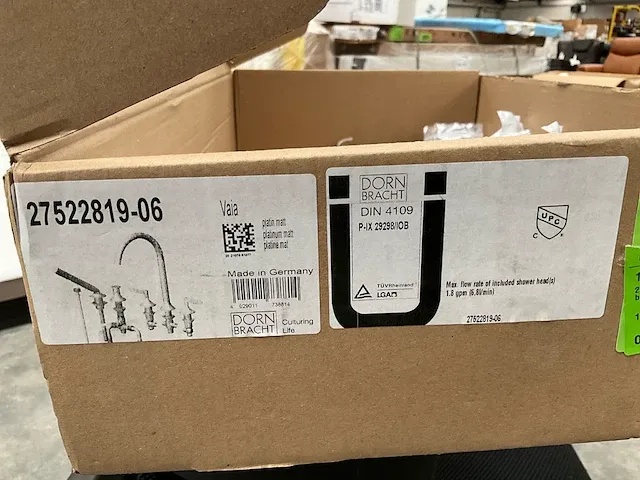 27522819-06
Vaia
platin matt
platinum matt
platine mat
Made in Germany
DORN
BRACHT
Culturing
Life
DORN
BRACHT
DIN 4109
P-IX 29298/IOB
TÜVRheinland
LGA
UPC
C
Max. flow rate of included shower head(s)
1.8 gpm (6,8l/min)
27522819-06